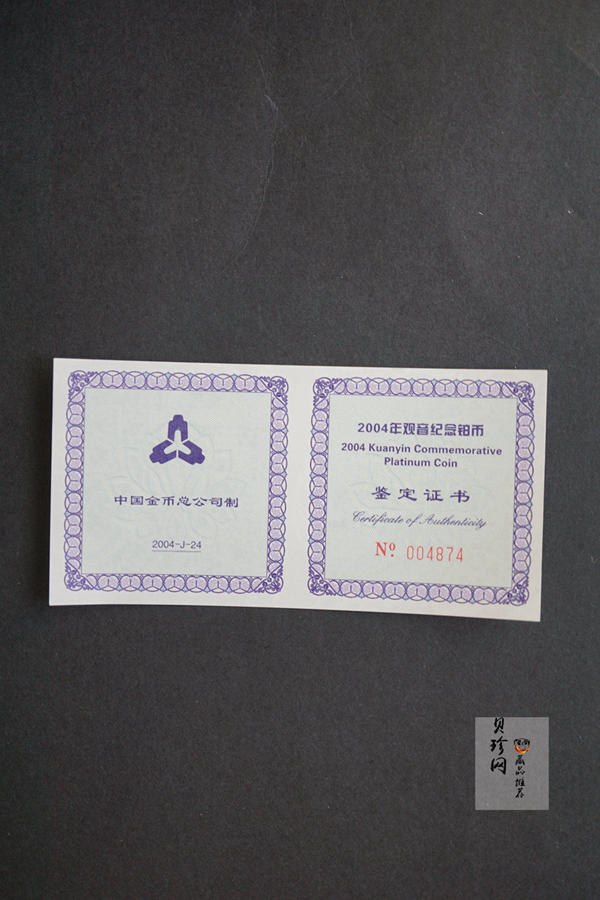 中国金币总公司制
2004-J-24
2004年观音纪念铂币
2004 Kuanyin Commemorative
Platinum Coin
鉴定证书
Certificate of Authenticity
Nº 004874
贝珍网
藏品推荐